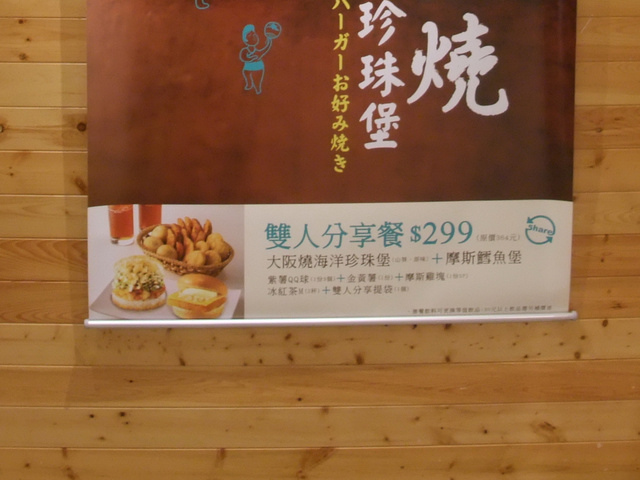 燒
珍珠堡
バーガーお好み焼き
雙人分享餐 $299
Share
大阪燒海洋珍珠堡 + 摩斯鱈魚堡
紫薯QQ球 + 金黃薯 + 摩斯雞塊
冰紅茶 + 雙人分享提袋